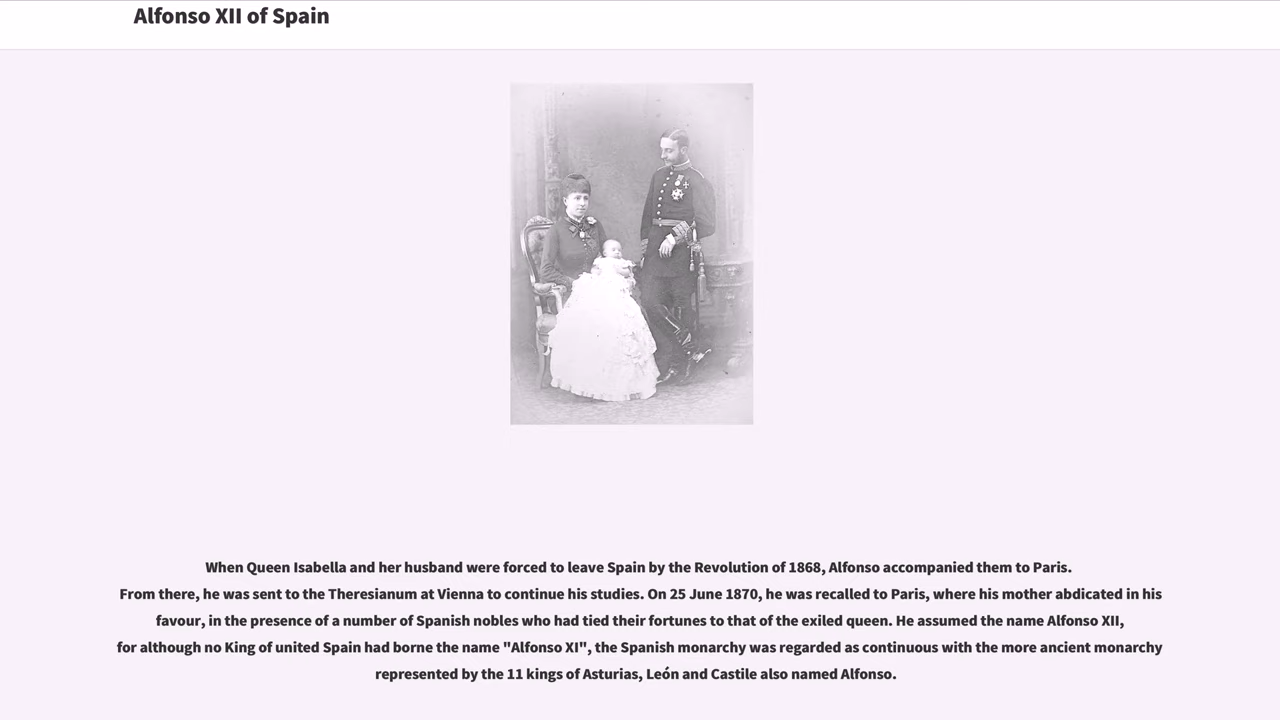 Alfonso XII of Spain
When Queen Isabella and her husband were forced to leave Spain by the Revolution of 1868, Alfonso accompanied them to Paris.
From there, he was sent to the Theresianum at Vienna to continue his studies. On 25 June 1870, he was recalled to Paris, where his mother abdicated in his
favour, in the presence of a number of Spanish nobles who had tied their fortunes to that of the exiled queen. He assumed the name Alfonso XII,
for although no King of united Spain had borne the name "Alfonso XI", the Spanish monarchy was regarded as continuous with the more ancient monarchy
represented by the 11 kings of Asturias, León and Castile also named Alfonso.